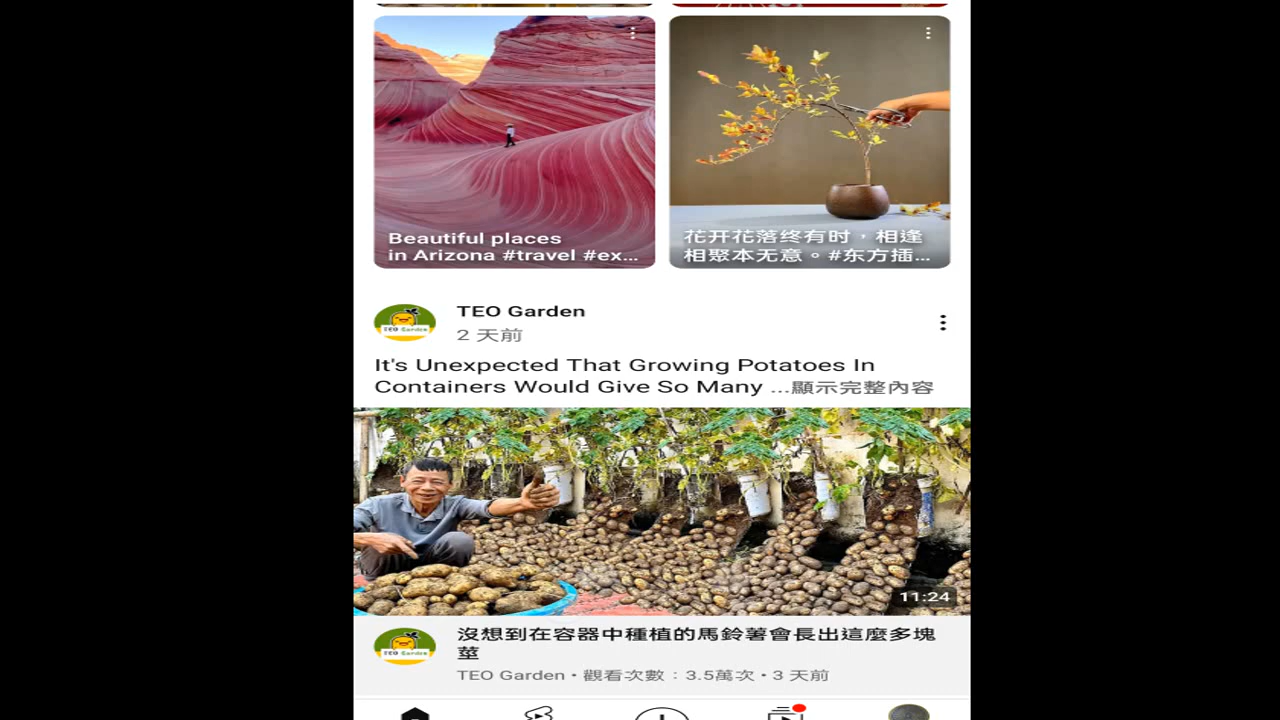 Beautiful places
in Arizona #travel #ex...
花开花落终有时，相逢
相聚本无意。#东方插...
TEO Garden
TEO Garden
2 天前
It's Unexpected That Growing Potatoes In
Containers Would Give So Many ...顯示完整內容
11:24
TEO Garden
沒想到在容器中種植的馬鈴薯會長出這麼多塊
莖
TEO Garden • 觀看次數：3.5萬次 • 3 天前